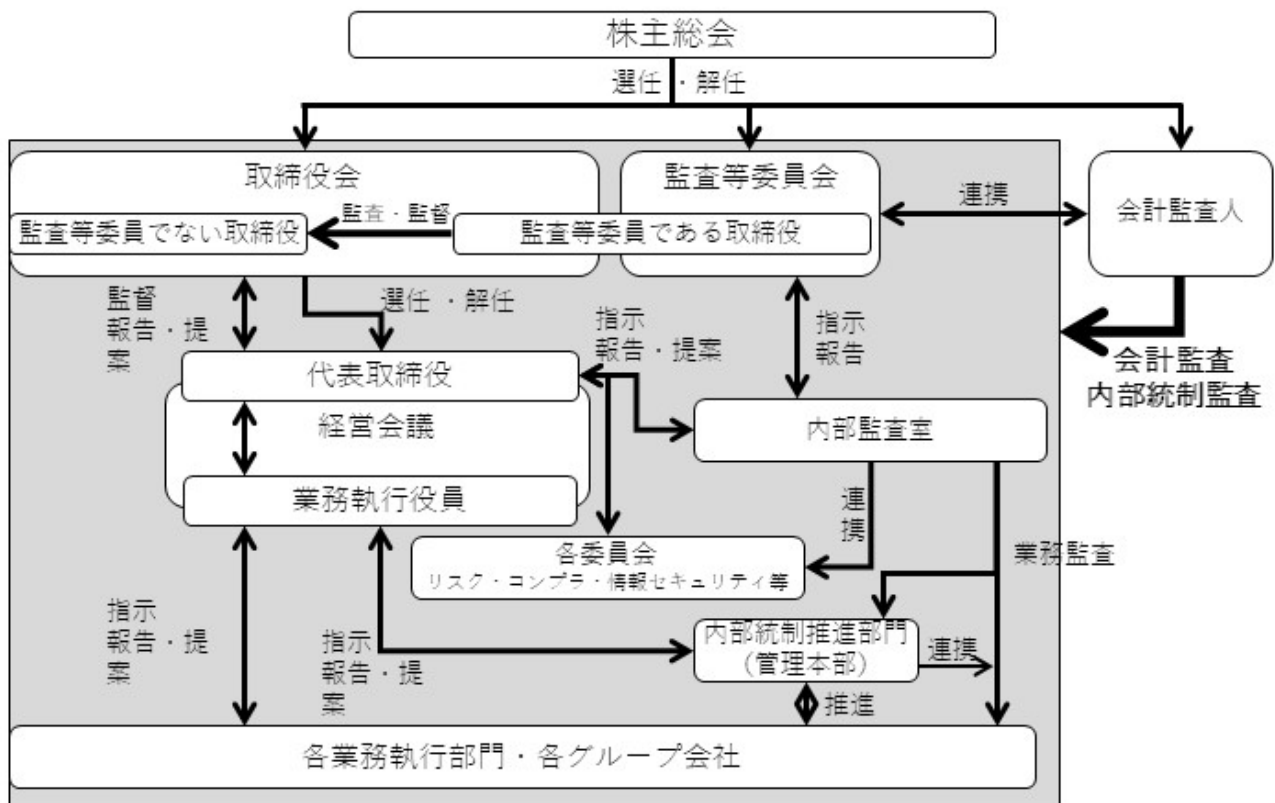 株主総会
選任・解任
取締役会
監査等委員会
会計監査人
連携
監査・監督
監査等委員でない取締役
監査等委員である取締役
監督
報告・提
案
選任・解任
指示
報告・提案
指示
報告
会計監査
内部統制監査
代表取締役
経営会議
内部監査室
業務執行役員
連
携
業務監査
各委員会
リスク・コンプラ・情報セキュリティ等
指示
報告・提
案
指示
報告・提
案
内部統制推進部門
(管理本部)
連携
推進
各業務執行部門・各グループ会社